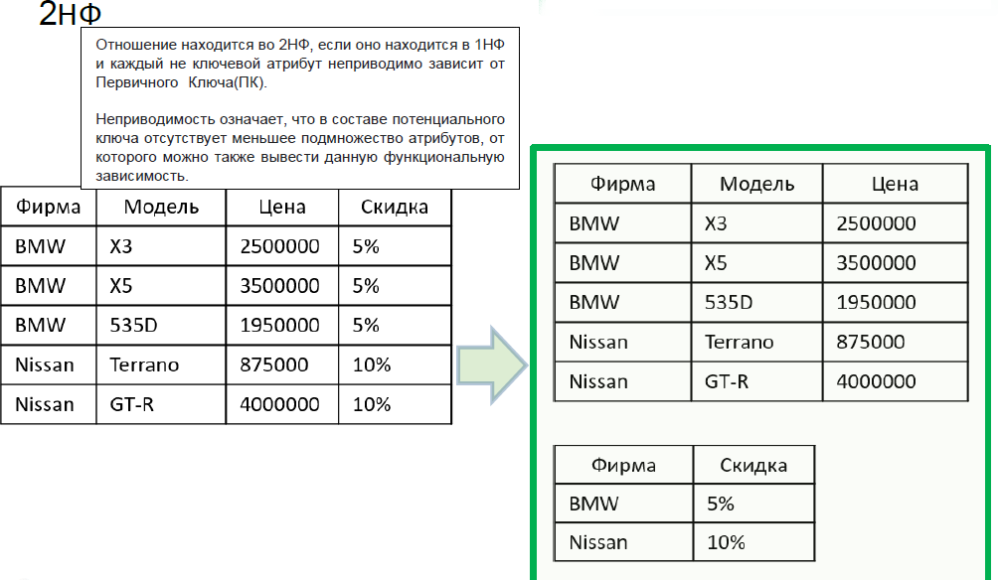 2НФ
Отношение находится во 2НФ, если оно находится в 1НФ
и каждый не ключевой атрибут неприводимо зависит от
Первичного Ключа(ПК).
Неприводимость означает, что в составе потенциального
ключа отсутствует меньшее подмножество атрибутов, от
которого можно также вывести данную функциональную
зависимость.
Фирма Модель Цена Скидка
BMW X3 2500000 5%
BMW X5 3500000 5%
BMW 535D 1950000 5%
Nissan Terrano 875000 10%
Nissan GT-R 4000000 10%
Фирма Модель Цена
BMW X3 2500000
BMW X5 3500000
BMW 535D 1950000
Nissan Terrano 875000
Nissan GT-R 4000000
Фирма Скидка
BMW 5%
Nissan 10%